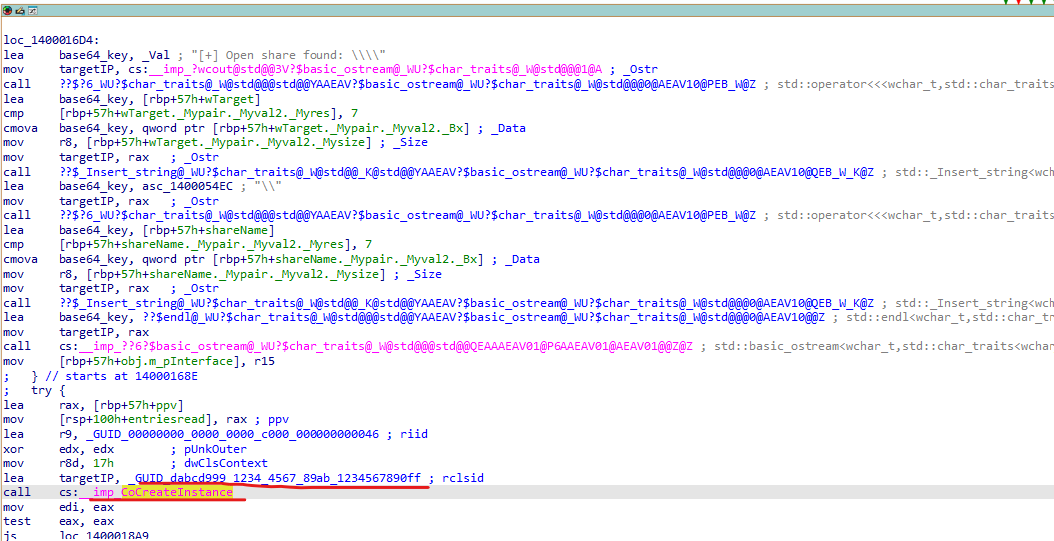 loc_1400016D4:
lea base64_key, _Val ; "[+] Open share found: \\\\"
mov targetIP, cs:__imp_?wcout@std@@3V?$basic_ostream@_WU?$char_traits@_W@std@@@1@A ; _Ostr
call ??$?6_WU?$char_traits@_W@std@@@std@@YAAEAV?$basic_ostream@_WU?$char_traits@_W@std@@@0@AEAV10@PEB_W@Z ; std::operator<<<wchar_t,std::char_traits
lea base64_key, [rbp+57h+wTarget]
cmp [rbp+57h+wTarget._Mypair._Myval2._Myres], 7
cmova base64_key, qword ptr [rbp+57h+wTarget._Mypair._Myval2._Bx] ; _Data
mov r8, [rbp+57h+wTarget._Mypair._Myval2._Mysize] ; _Size
mov targetIP, rax ; _Ostr
call ??$_Insert_string@_WU?$char_traits@_W@std@@_K@std@@YAAEAV?$basic_ostream@_WU?$char_traits@_W@std@@@0@AEAV10@QEB_W_K@Z ; std::_Insert_string<wch
lea base64_key, asc_1400054EC ; "\\"
mov targetIP, rax ; _Ostr
call ??$?6_WU?$char_traits@_W@std@@@std@@YAAEAV?$basic_ostream@_WU?$char_traits@_W@std@@@0@AEAV10@PEB_W@Z ; std::operator<<<wchar_t,std::char_traits
lea base64_key, [rbp+57h+shareName]
cmp [rbp+57h+shareName._Mypair._Myval2._Myres], 7
cmova base64_key, qword ptr [rbp+57h+shareName._Mypair._Myval2._Bx] ; _Data
mov r8, [rbp+57h+shareName._Mypair._Myval2._Mysize] ; _Size
mov targetIP, rax ; _Ostr
call ??$_Insert_string@_WU?$char_traits@_W@std@@_K@std@@YAAEAV?$basic_ostream@_WU?$char_traits@_W@std@@@0@AEAV10@QEB_W_K@Z ; std::_Insert_string<wch
lea base64_key, ??$endl@_WU?$char_traits@_W@std@@@std@@YAAEAV?$basic_ostream@_WU?$char_traits@_W@std@@@0@AEAV10@@Z ; std::endl<wchar_t,std::char_tr
mov targetIP, rax
call cs:__imp_??6?$basic_ostream@_WU?$char_traits@_W@std@@@std@@QEAAAEAV01@P6AAEAV01@AEAV01@@Z@Z ; std::basic_ostream<wchar_t,std::char_traits<wchar
mov [rbp+57h+obj.m_pInterface], r15
; } // starts at 14000168E
; try {
lea rax, [rbp+57h+ppv]
mov [rsp+100h+entriesread], rax ; ppv
lea r9, _GUID_00000000_0000_0000_c000_000000000046 ; riid
xor edx, edx ; pUnkOuter
mov r8d, 17h ; dwClsContext
lea targetIP, _GUID_dabcd999_1234_4567_89ab_1234567890ff ; rclsid
call cs:__imp_CoCreateInstance
mov edi, eax
test eax, eax
js loc_1400018A9